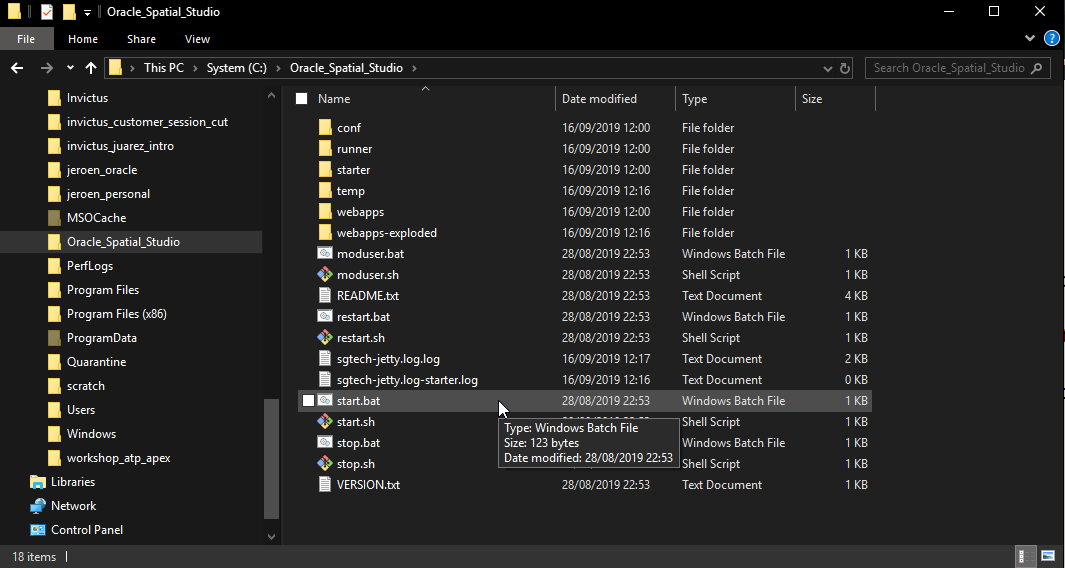 Oracle_Spatial_Studio
File Home Share View
This PC System (C:) Oracle_Spatial_Studio Search Oracle_Spatial_Studio
Invictus
invictus_customer_session_cut
invictus_juarez_intro
jeroen_oracle
jeroen_personal
MSOCache
Oracle_Spatial_Studio
PerfLogs
Program Files
Program Files (x86)
ProgramData
Quarantine
scratch
Users
Windows
workshop_atp_apex
Libraries
Network
Control Panel
Name Date modified Type Size
conf 16/09/2019 12:00 File folder
runner 16/09/2019 12:00 File folder
starter 16/09/2019 12:00 File folder
temp 16/09/2019 12:16 File folder
webapps 16/09/2019 12:00 File folder
webapps-exploded 16/09/2019 12:16 File folder
moduser.bat 28/08/2019 22:53 Windows Batch File 1 KB
moduser.sh 28/08/2019 22:53 Shell Script 1 KB
README.txt 28/08/2019 22:53 Text Document 4 KB
restart.bat 28/08/2019 22:53 Windows Batch File 1 KB
restart.sh 28/08/2019 22:53 Shell Script 1 KB
sgtech-jetty.log.log 16/09/2019 12:17 Text Document 2 KB
sgtech-jetty.log-starter.log 16/09/2019 12:16 Text Document 0 KB
start.bat 28/08/2019 22:53 Windows Batch File 1 KB
start.sh Shell Script 1 KB
stop.bat Windows Batch File 1 KB
stop.sh Shell Script 1 KB
VERSION.txt 28/08/2019 22:53 Text Document 1 KB
Type: Windows Batch File
Size: 123 bytes
Date modified: 28/08/2019 22:53
18 items